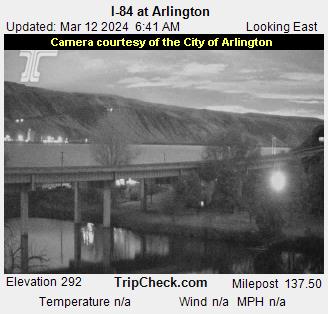 I-84 at Arlington
Updated: Mar 12 2024 6:41 AM Looking East
Camera courtesy of the City of Arlington
Elevation 292 TripCheck.com Milepost 137.50
Temperature n/a Wind n/a MPH n/a